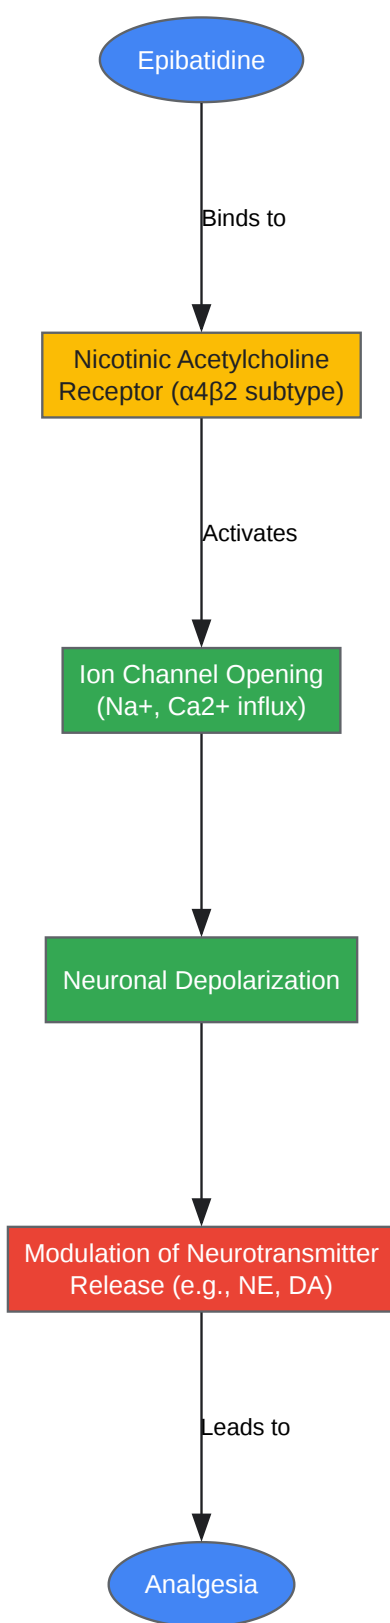 Epibatidine
Binds to
Nicotinic Acetylcholine
Receptor (α4β2 subtype)
Activates
Ion Channel Opening
(Na+, Ca2+ influx)
Neuronal Depolarization
Modulation of Neurotransmitter
Release (e.g., NE, DA)
Leads to
Analgesia